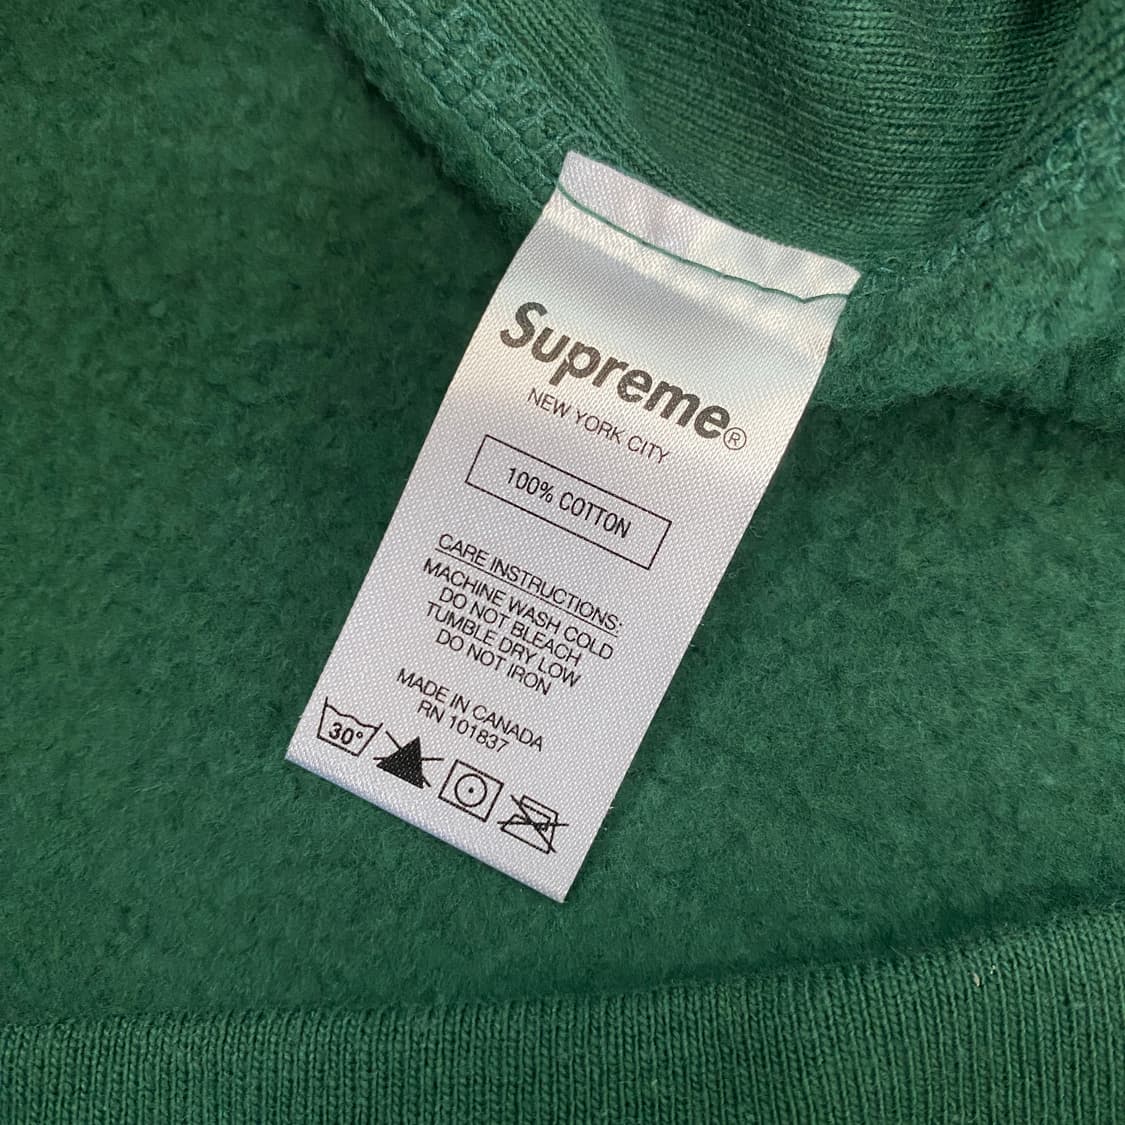 Supreme®
NEW YORK CITY
100% COTTON
CARE INSTRUCTIONS:
MACHINE WASH COLD
DO NOT BLEACH
TUMBLE DRY LOW
DO NOT IRON
MADE IN CANADA
RN 101837
30°